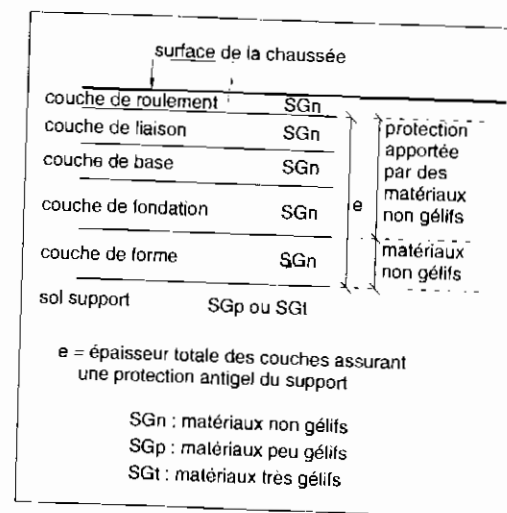 surface de la chaussée
couche de roulement SGn
couche de liaison SGn
couche de base SGn
couche de fondation SGn
couche de forme SGn
sol support SGp ou SGt
e
protection
apportée
par des
matériaux
non gélifs
matériaux
non gélifs
e = épaisseur totale des couches assurant
une protection antigel du support
SGn : matériaux non gélifs
SGp : matériaux peu gélifs
SGt : matériaux très gélifs